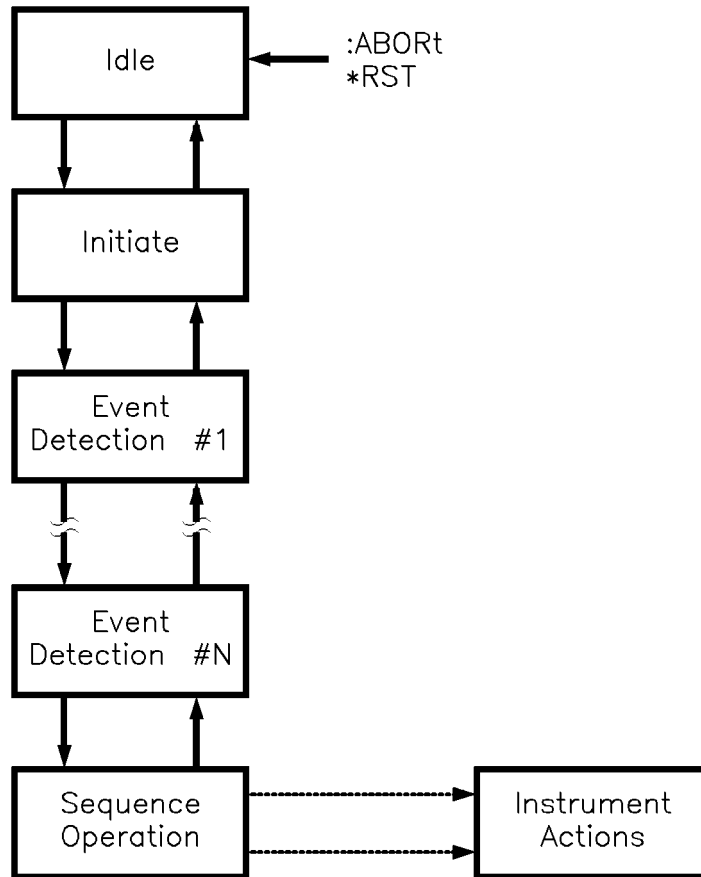 Idle
:ABORt
*RST
Initiate
Event
Detection #1
Event
Detection #N
Sequence
Operation
Instrument
Actions